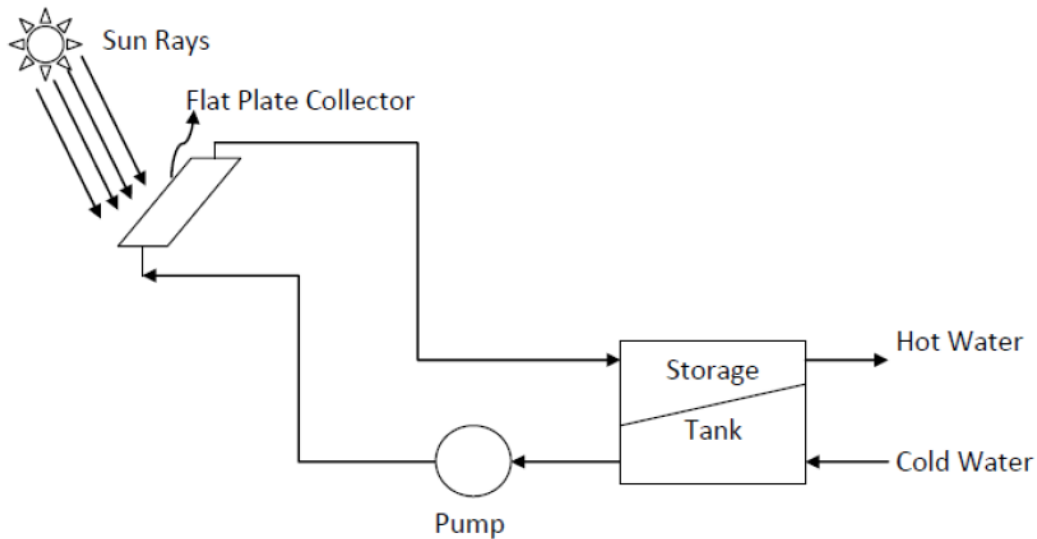 Sun Rays
Flat Plate Collector
Hot Water
Storage
Tank
Cold Water
Pump